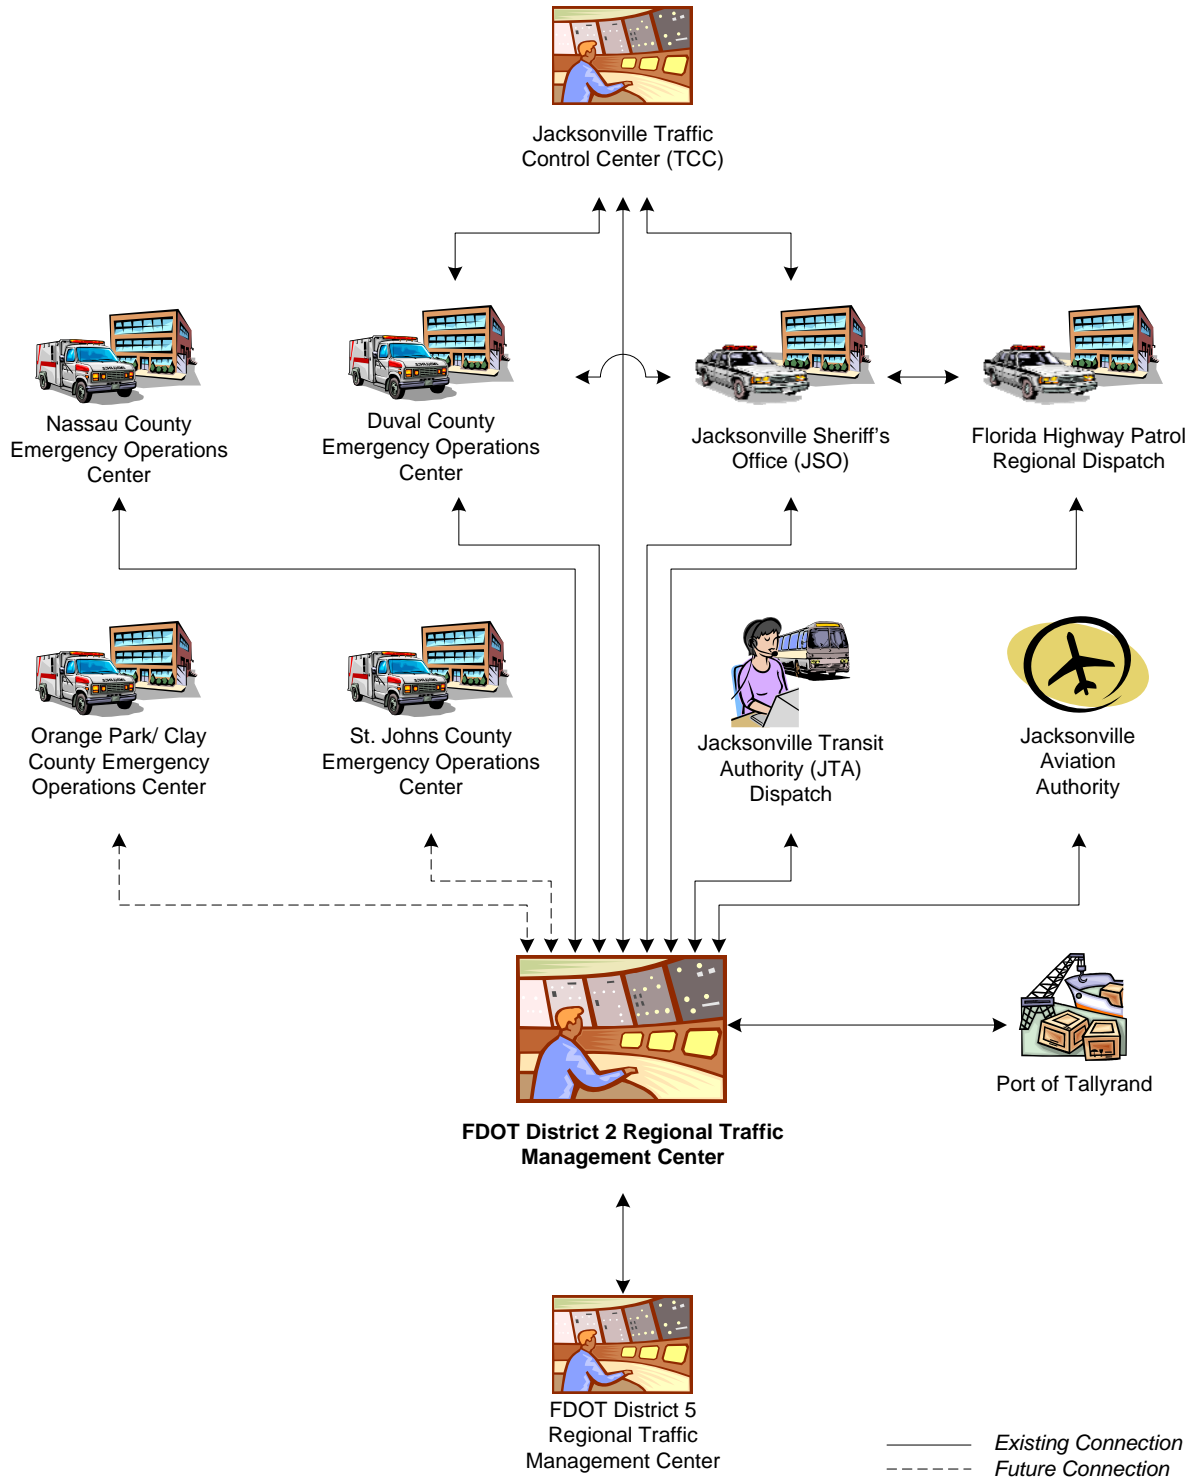 Jacksonville Traffic
Control Center (TCC)
Nassau County
Emergency Operations
Center
Duval County
Emergency Operations
Center
Jacksonville Sheriff's
Office (JSO)
Florida Highway Patrol
Regional Dispatch
Orange Park/ Clay
County Emergency
Operations Center
St. Johns County
Emergency Operations
Center
Jacksonville Transit
Authority (JTA)
Dispatch
Jacksonville
Aviation
Authority
Port of Tallyrand
FDOT District 2 Regional Traffic
Management Center
FDOT District 5
Regional Traffic
Management Center
Existing Connection
Future Connection